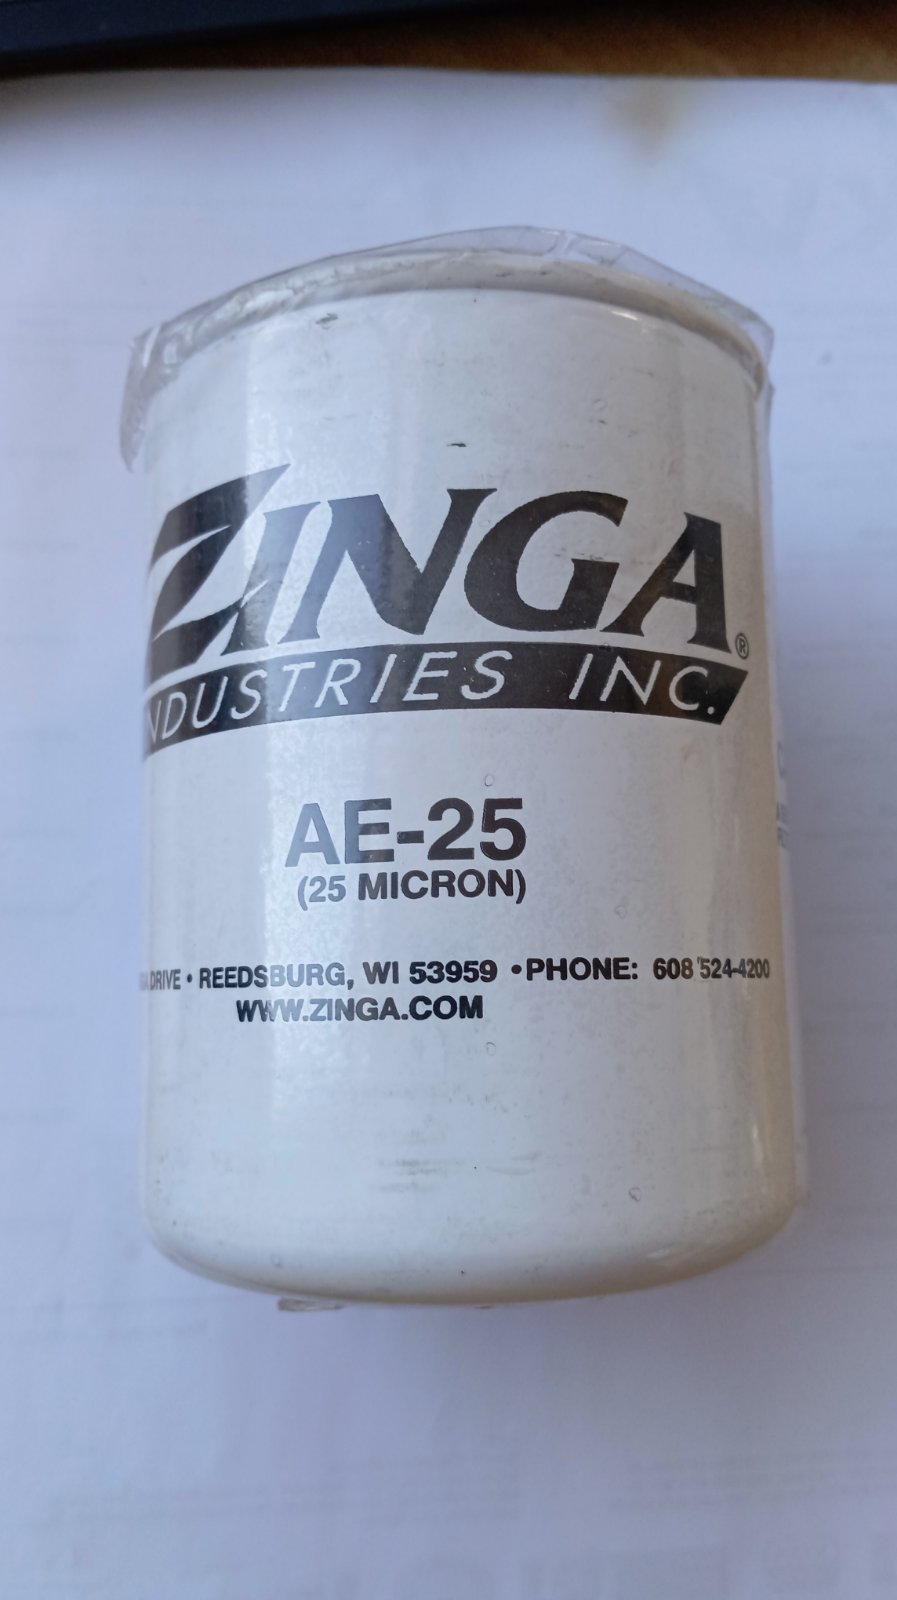 ZINGA®
INDUSTRIES INC.
AE-25
(25 MICRON)
DRIVE • REEDSBURG, WI 53959 • PHONE: 608 524-4200
WWW.ZINGA.COM